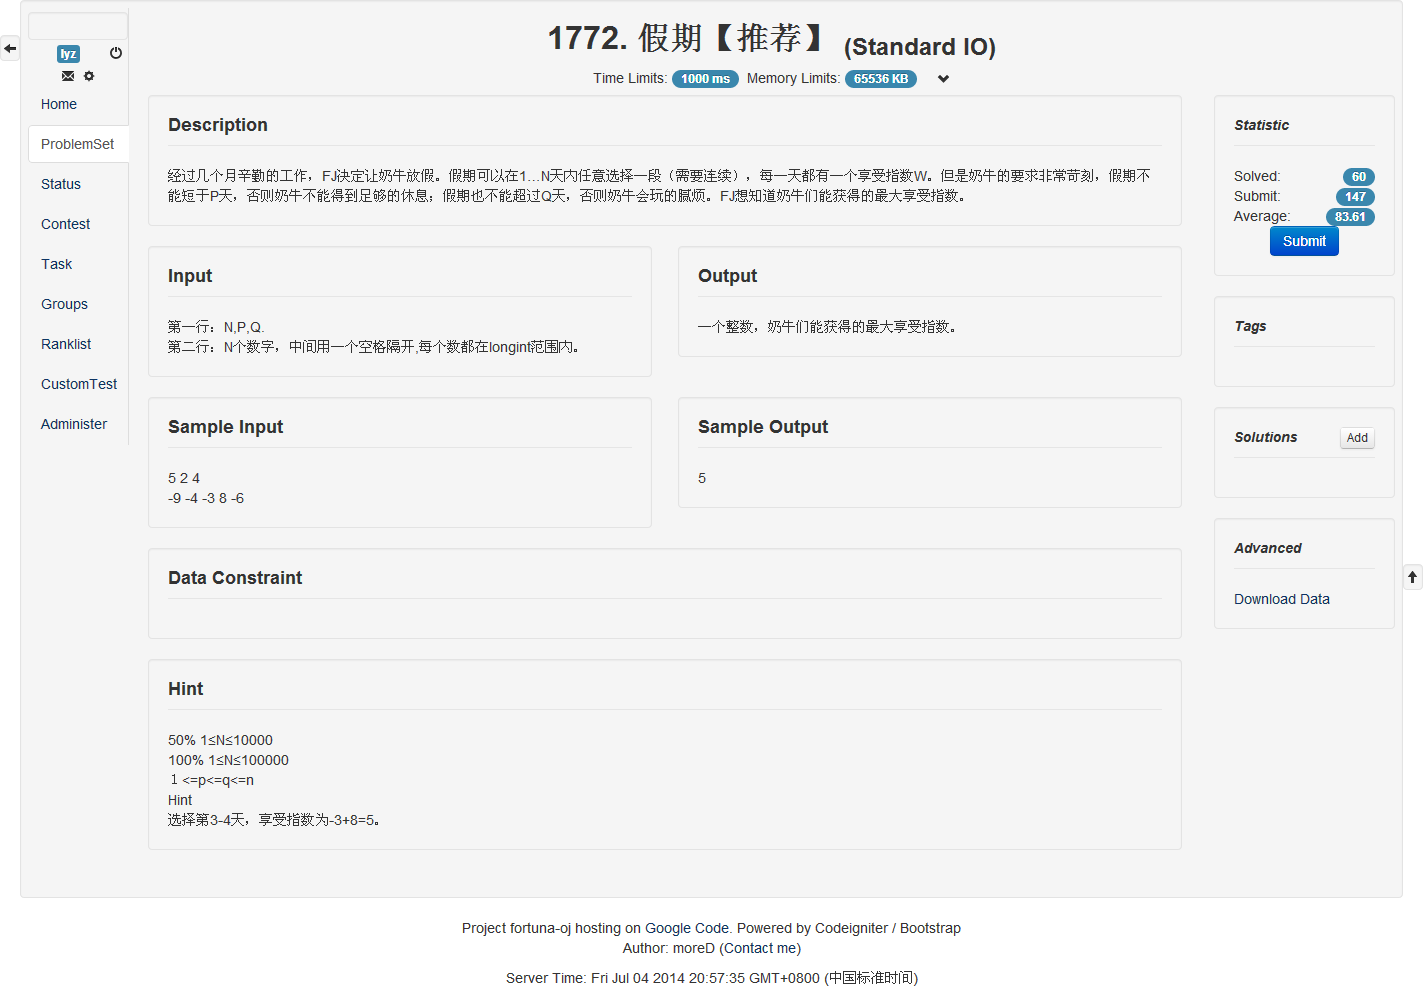 lyz
Home
ProblemSet
Status
Contest
Task
Groups
Ranklist
CustomTest
Administer
1772. 假期【推荐】 (Standard IO)
Time Limits: 1000 ms Memory Limits: 65536 KB
Description
经过几个月辛勤的工作，FJ决定让奶牛放假。假期可以在1…N天内任意选择一段（需要连续），每一天都有一个享受指数W。但是奶牛的要求非常苛刻，假期不
能短于P天，否则奶牛不能得到足够的休息；假期也不能超过Q天，否则奶牛会玩的腻烦。FJ想知道奶牛们能获得的最大享受指数。
Input
第一行：N,P,Q.
第二行：N个数字，中间用一个空格隔开,每个数都在longint范围内。
Output
一个整数，奶牛们能获得的最大享受指数。
Sample Input
5 2 4
-9 -4 -3 8 -6
Sample Output
5
Data Constraint
Hint
50% 1≤N≤10000
100% 1≤N≤100000
1 <=p<=q<=n
Hint
选择第3-4天，享受指数为-3+8=5。
Statistic
Solved: 60
Submit: 147
Average: 83.61
Submit
Tags
Solutions Add
Advanced
Download Data
Project fortuna-oj hosting on Google Code. Powered by Codeigniter / Bootstrap
Author: moreD (Contact me)
Server Time: Fri Jul 04 2014 20:57:35 GMT+0800 (中国标准时间)